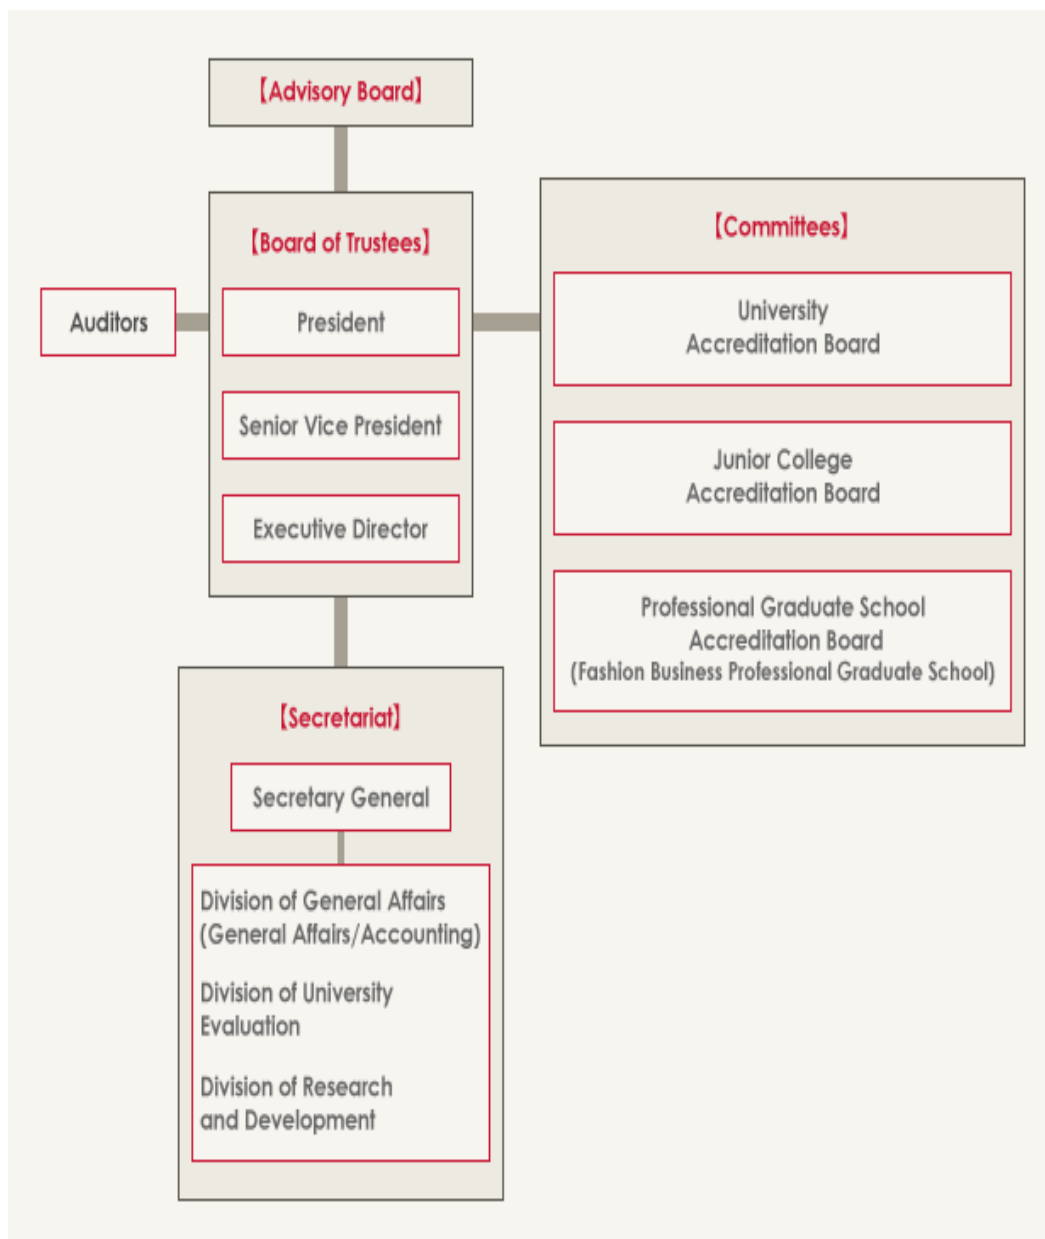 【Advisory Board】
【Board of Trustees】
Auditors
President
Senior Vice President
Executive Director
【Committees】
University
Accreditation Board
Junior College
Accreditation Board
Professional Graduate School
Accreditation Board
(Fashion Business Professional Graduate School)
【Secretariat】
Secretary General
Division of General Affairs
(General Affairs/Accounting)
Division of University
Evaluation
Division of Research
and Development